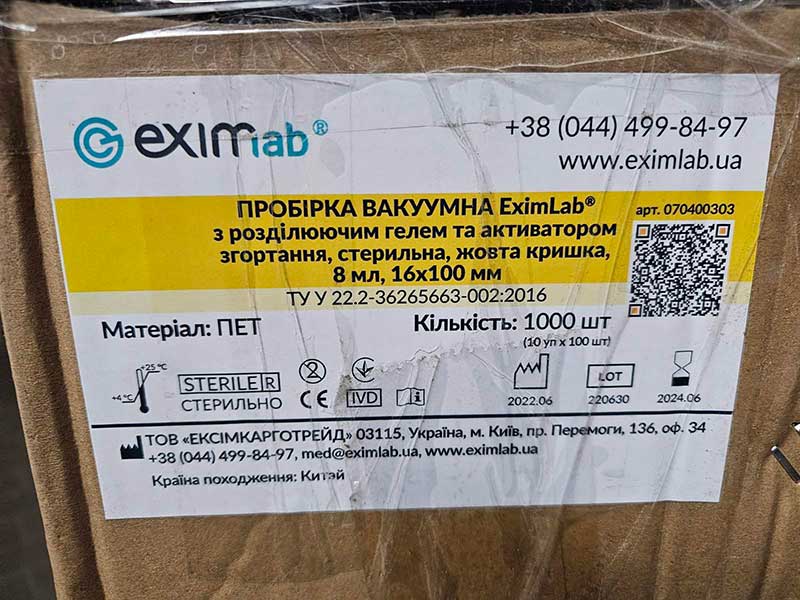 eximlab®
+38 (044) 499-84-97
www.eximlab.ua
ПРОБІРКА ВАКУУМНА EximLab®
арт. 070400303
з розділюючим гелем та активатором
згортання, стерильна, жовта кришка,
8 мл, 16х100 мм
ТУ У 22.2-36265663-002:2016
Матеріал: ПЕТ
Кількість: 1000 шт
(10 уп х 100 шт)
+25 °C
+4 °C
STERILE R
СТЕРИЛЬНО
2
CE
IVD
i
2022.06
LOT
220630
2024.06
ТОВ «ЕКСІМКАРГОТРЕЙД» 03115, Україна, м. Київ, пр. Перемоги, 136, оф. 34
+38 (044) 499-84-97, med@eximlab.ua, www.eximlab.ua
Країна походження: Китай